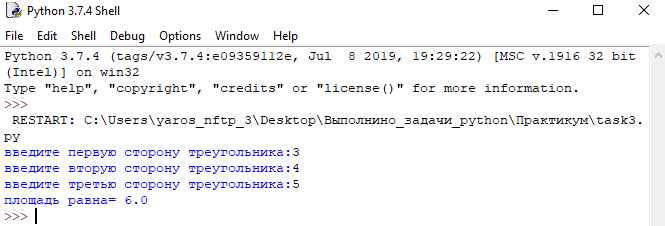 Python 3.7.4 Shell
File Edit Shell Debug Options Window Help
Python 3.7.4 (tags/v3.7.4:e09359112e, Jul  8 2019, 19:29:22) [MSC v.1916 32 bit
(Intel)] on win32
Type "help", "copyright", "credits" or "license()" for more information.
>>>
 RESTART: C:\Users\yaros_nftp_3\Desktop\Выполнино_задачи_python\Практикум\task3.
py
введите первую сторону треугольника:3
введите вторую сторону треугольника:4
введите третью сторону треугольника:5
площадь равна= 6.0
>>>